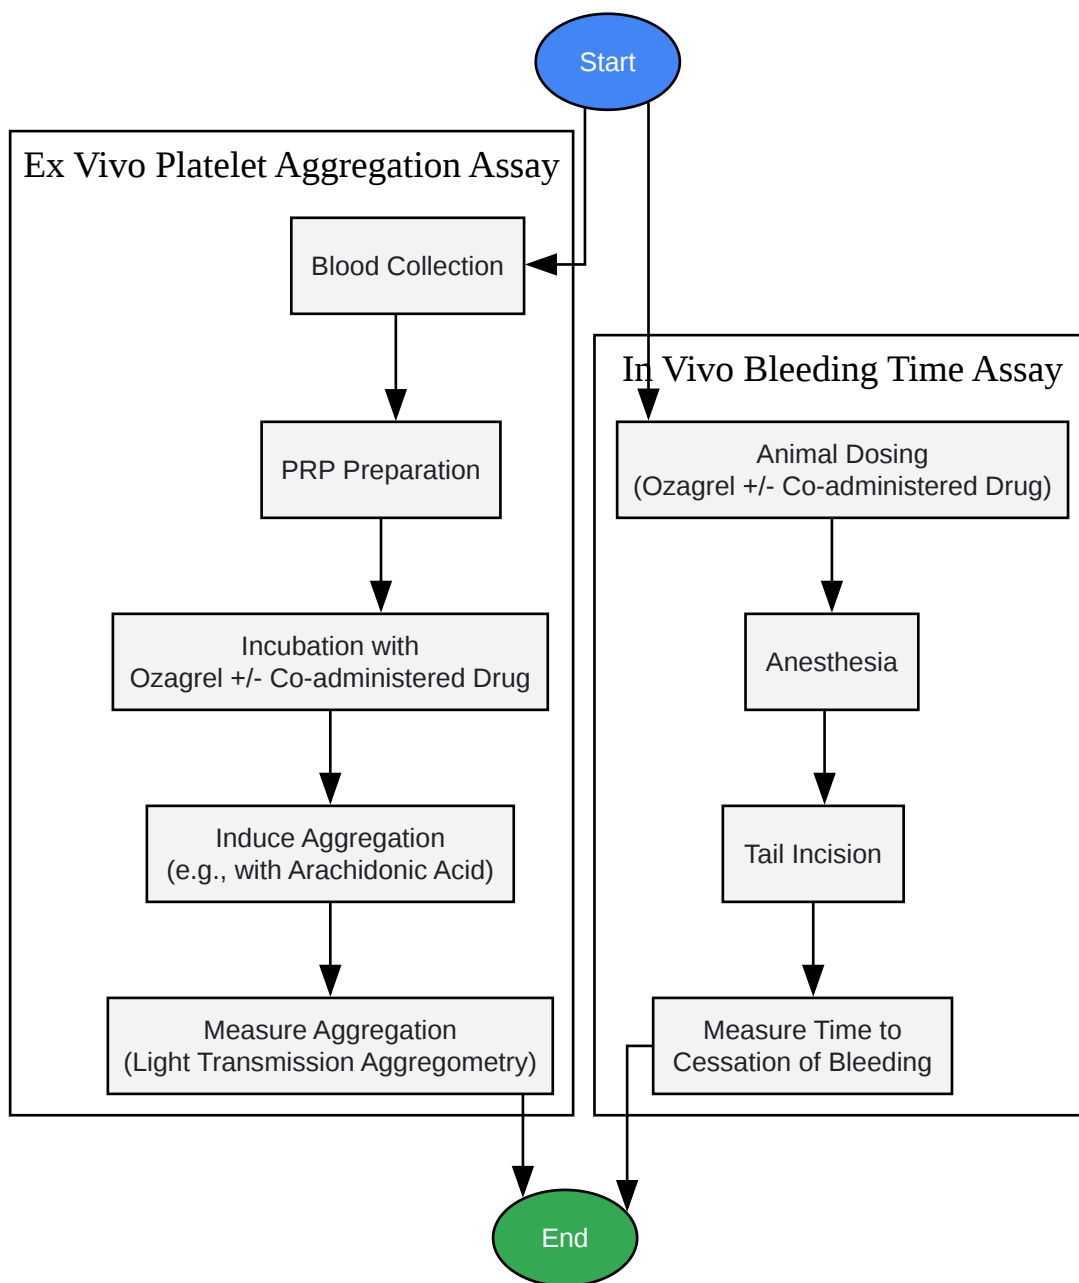 Start
Ex Vivo Platelet Aggregation Assay
Blood Collection
PRP Preparation
Incubation with
Ozagrel +/- Co-administered Drug
Induce Aggregation
(e.g., with Arachidonic Acid)
Measure Aggregation
(Light Transmission Aggregometry)
In Vivo Bleeding Time Assay
Animal Dosing
(Ozagrel +/- Co-administered Drug)
Anesthesia
Tail Incision
Measure Time to
Cessation of Bleeding
End